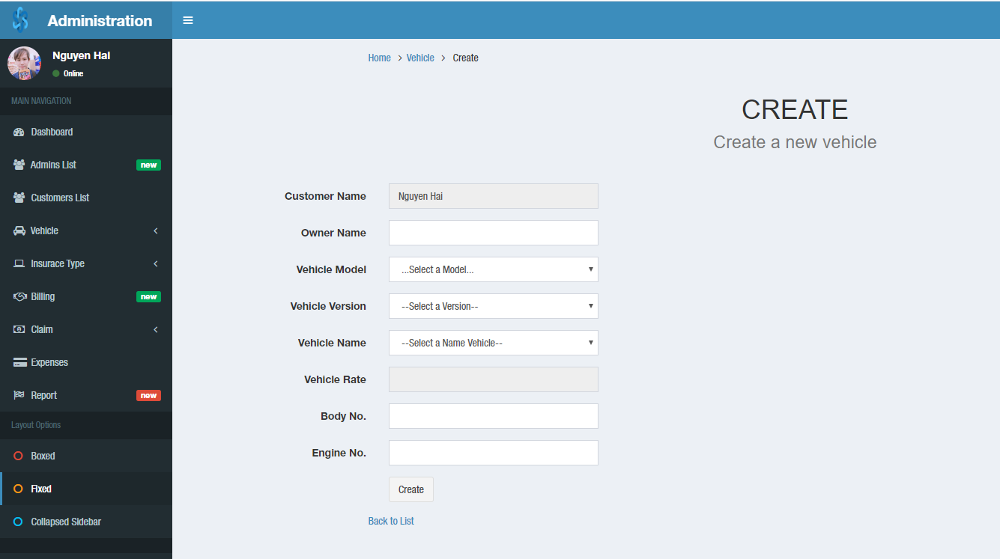 Administration
Nguyen Hai
Online
MAIN NAVIGATION
Dashboard
Admins List new
Customers List
Vehicle
Insurace Type
Billing new
Claim
Expenses
Report new
Layout Options
Boxed
Fixed
Collapsed Sidebar
Home > Vehicle > Create
CREATE
Create a new vehicle
Customer Name Nguyen Hai
Owner Name
Vehicle Model ...Select a Model...
Vehicle Version --Select a Version--
Vehicle Name --Select a Name Vehicle--
Vehicle Rate
Body No.
Engine No.
Create
Back to List